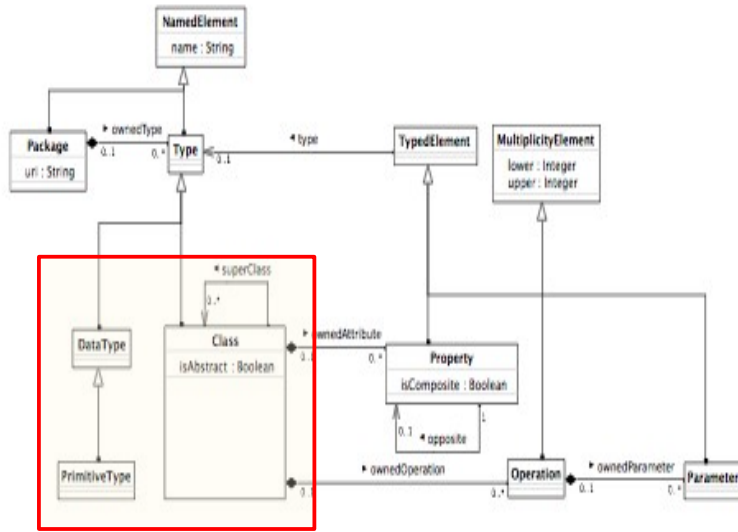 NamedElement
name : String
Package
uri : String
ownedType
0..1
0..*
Type
type
0..1
TypedElement
MultiplicityElement
lower : Integer
upper : Integer
superClass
0..*
DataType
Class
isAbstract : Boolean
ownedAttribute
0..1
0..*
Property
isComposite : Boolean
0..1
1
opposite
PrimitiveType
ownedOperation
0..1
0..*
Operation
ownedParameter
0..1
0..*
Parameter